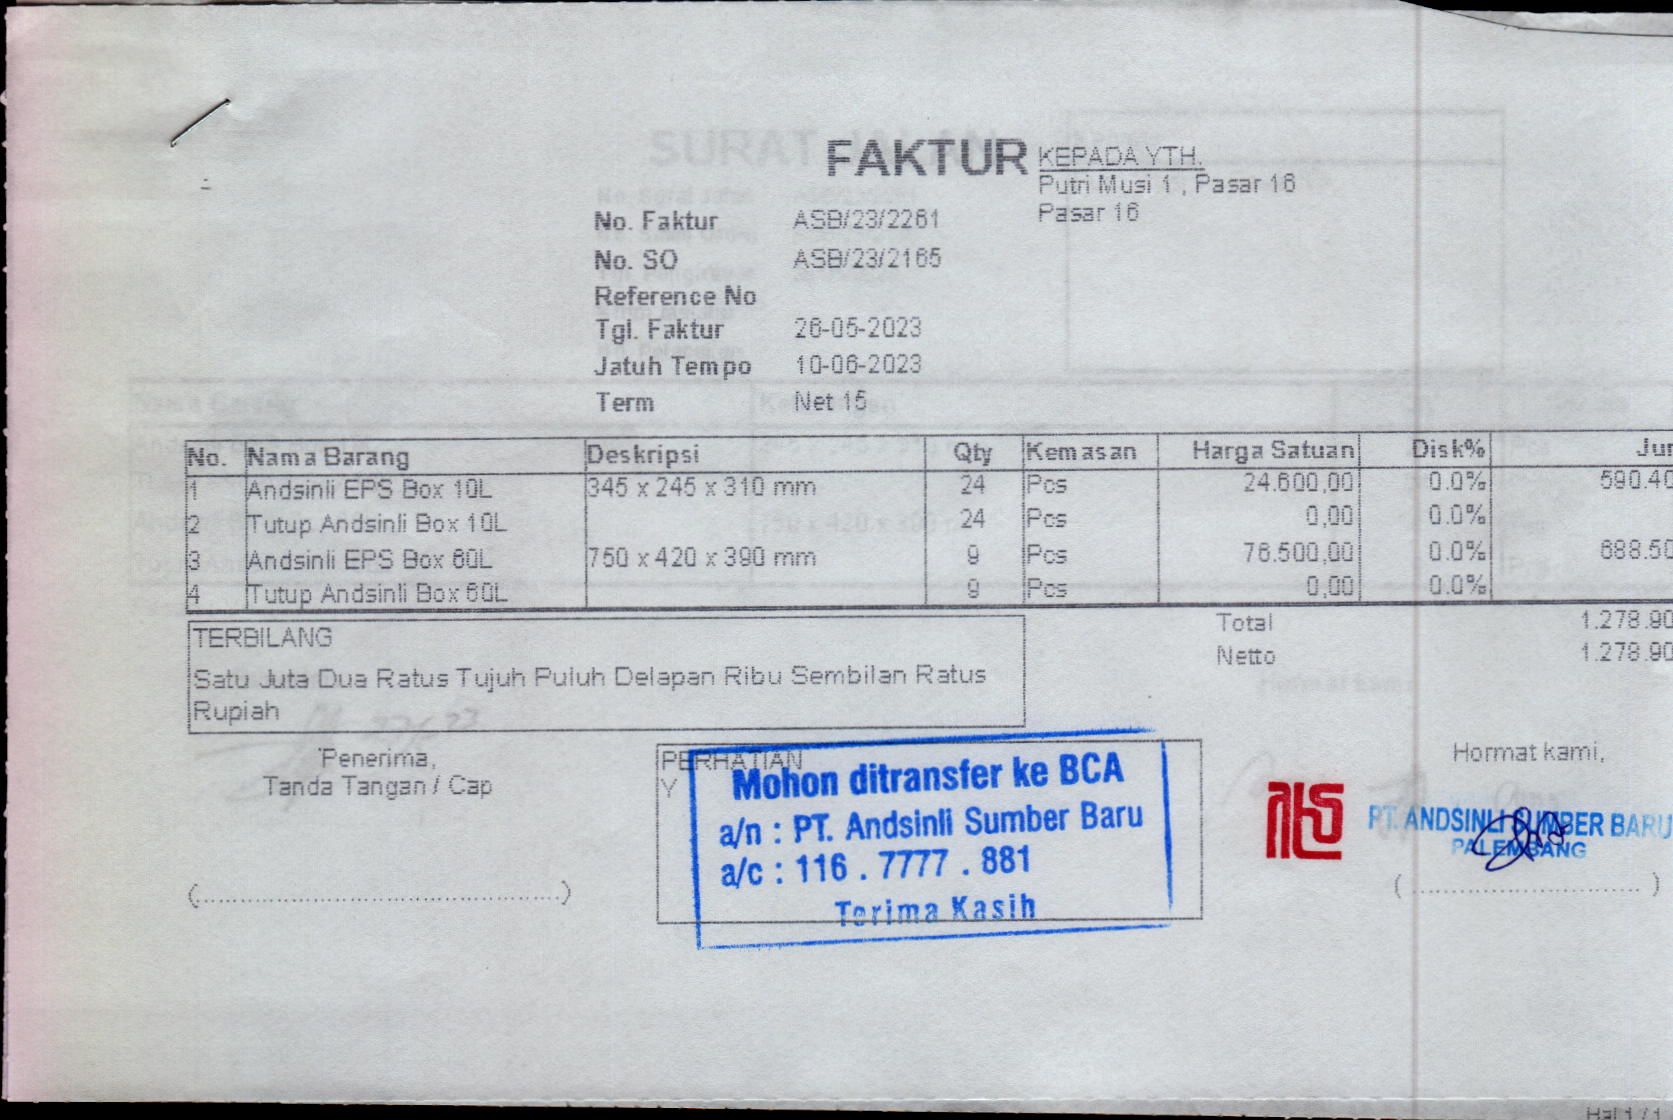 FAKTUR
KEPADA YTH.
Putri Musi 1 , Pasar 16
Pasar 16
No. Faktur ASB/23/2261
No. SO ASB/23/2165
Reference No
Tgl. Faktur 26-05-2023
Jatuh Tempo 10-06-2023
Term Net 15
No. Nama Barang Deskripsi Qty Kemasan Harga Satuan Disk% Jur
1 Andsinli EPS Box 10L 345 x 245 x 310 mm 24 Pcs 24.600,00 0.0% 590.40
2 Tutup Andsinli Box 10L 24 Pcs 0,00 0.0%
3 Andsinli EPS Box 60L 750 x 420 x 390 mm 9 Pcs 76.500,00 0.0% 688.50
4 Tutup Andsinli Box 60L 9 Pcs 0,00 0.0%
Total 1.278.90
Netto 1.278.90
TERBILANG
Satu Juta Dua Ratus Tujuh Puluh Delapan Ribu Sembilan Ratus
Rupiah
Penerima,
Tanda Tangan / Cap
(..............................................)
PERHATIAN
Y
Mohon ditransfer ke BCA
a/n : PT. Andsinli Sumber Baru
a/c : 116 . 7777 . 881
Terima Kasih
Hormat kami,
PT. ANDSINLI SUMBER BARU
PALEMBANG
( ............................. )
Hal 1 / 1